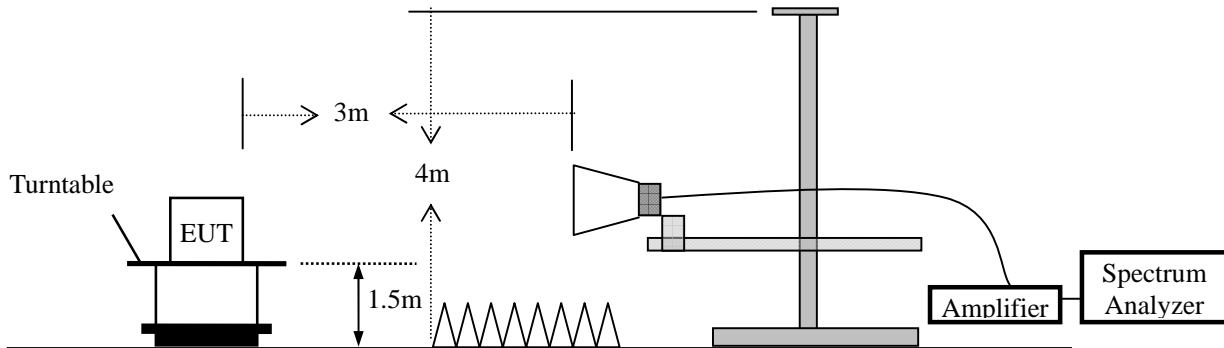 3m
4m
Turntable
EUT
1.5m
Amplifier
Spectrum
Analyzer